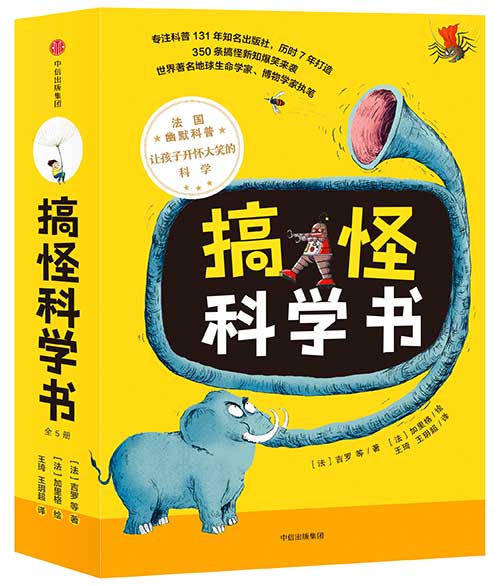 中信出版集团
搞怪科学书
全5册
[法]吉罗 等 著
[法]加里格 绘
王琦 王玥超 译
专注科普131年知名出版社，历时7年打造
350条搞怪新知爆笑来袭
世界著名地球生命学家、博物学家执笔
法国
幽默科普
让孩子开怀大笑的
科学
搞怪
科学书
[法]吉罗 等 著
[法]加里格 绘
王琦 王玥超 译
中信出版集团